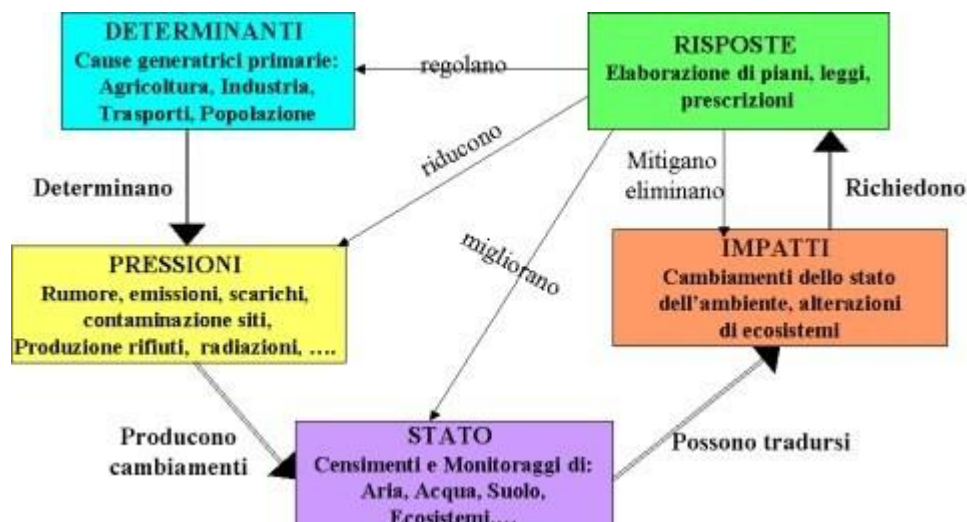 DETERMINANTI
Cause generatrici primarie:
Agricoltura, Industria,
Trasporti, Popolazione
regolano
RISPOSTE
Elaborazione di piani, leggi,
prescrizioni
riducono
Determinano
Mitigano
eliminano
Richiedono
migliorano
PRESSIONI
Rumore, emissioni, scarichi,
contaminazione siti,
Produzione rifiuti, radiazioni, ....
IMPATTI
Cambiamenti dello stato
dell'ambiente, alterazioni
di ecosistemi
Producono
cambiamenti
STATO
Censimenti e Monitoraggi di:
Aria, Acqua, Suolo,
Ecosistemi....
Possono tradursi